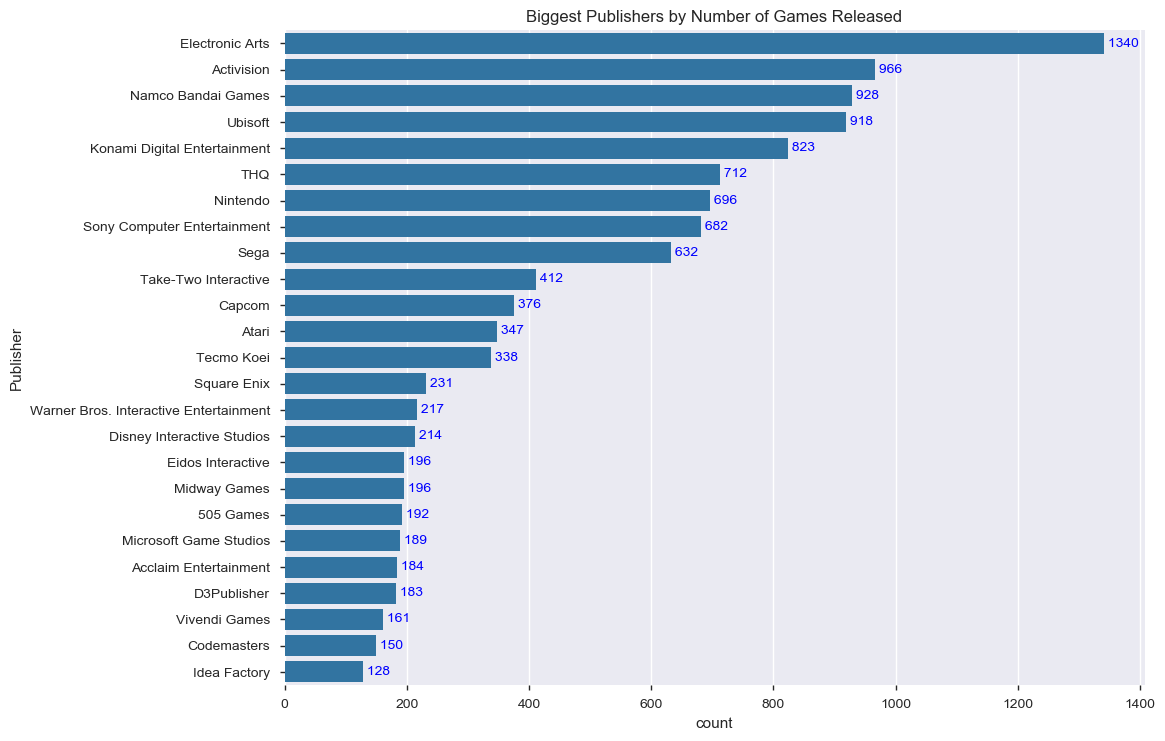 Biggest Publishers by Number of Games Released
Publisher
Electronic Arts 1340
Activision 966
Namco Bandai Games 928
Ubisoft 918
Konami Digital Entertainment 823
THQ 712
Nintendo 696
Sony Computer Entertainment 682
Sega 632
Take-Two Interactive 412
Capcom 376
Atari 347
Tecmo Koei 338
Square Enix 231
Warner Bros. Interactive Entertainment 217
Disney Interactive Studios 214
Eidos Interactive 196
Midway Games 196
505 Games 192
Microsoft Game Studios 189
Acclaim Entertainment 184
D3Publisher 183
Vivendi Games 161
Codemasters 150
Idea Factory 128
0 200 400 600 800 1000 1200 1400
count